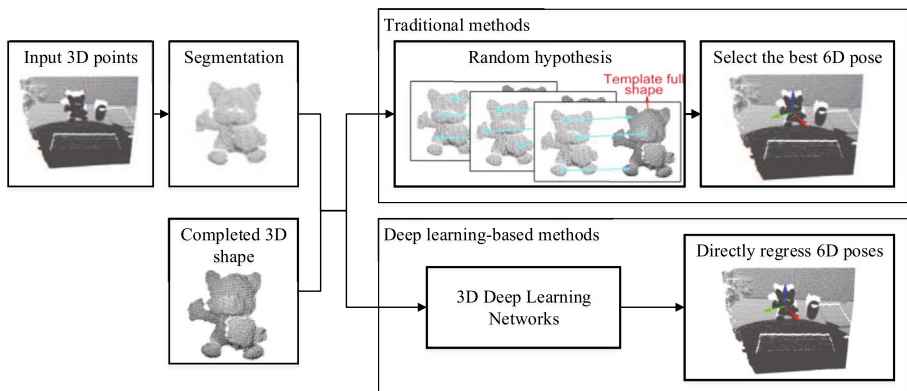 Traditional methods
Input 3D points
Segmentation
Random hypothesis
Template full
shape
Select the best 6D pose
Completed 3D
shape
Deep learning-based methods
3D Deep Learning
Networks
Directly regress 6D poses